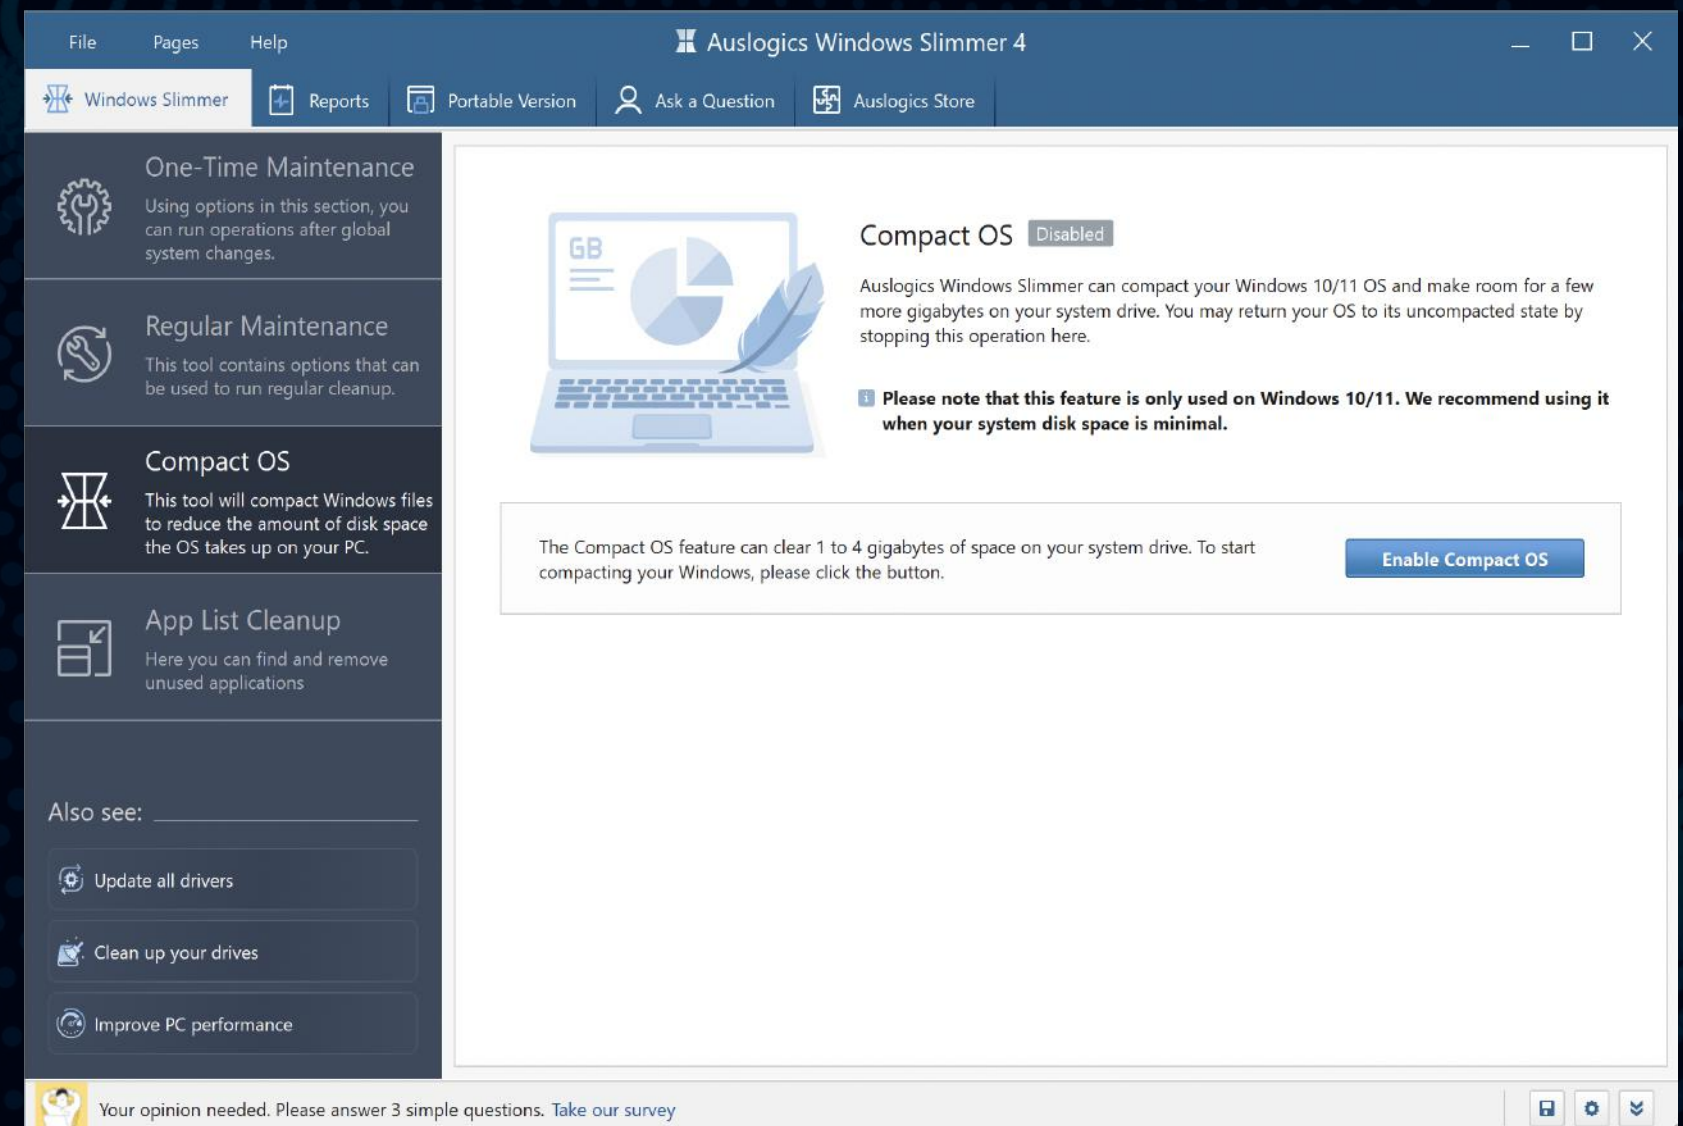 File Pages Help Auslogics Windows Slimmer 4
Windows Slimmer Reports Portable Version Ask a Question Auslogics Store
One-Time Maintenance
Using options in this section, you
can run operations after global
system changes.
Regular Maintenance
This tool contains options that can
be used to run regular cleanup.
Compact OS
This tool will compact Windows files
to reduce the amount of disk space
the OS takes up on your PC.
App List Cleanup
Here you can find and remove
unused applications
Also see:
Update all drivers
Clean up your drives
Improve PC performance
GB
Compact OS Disabled
Auslogics Windows Slimmer can compact your Windows 10/11 OS and make room for a few
more gigabytes on your system drive. You may return your OS to its uncompacted state by
stopping this operation here.
Please note that this feature is only used on Windows 10/11. We recommend using it
when your system disk space is minimal.
The Compact OS feature can clear 1 to 4 gigabytes of space on your system drive. To start
compacting your Windows, please click the button.
Enable Compact OS
Your opinion needed. Please answer 3 simple questions. Take our survey